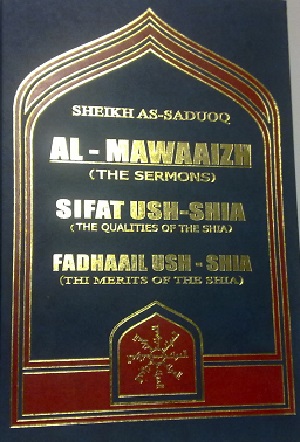 SHEIKH AS-SADUOQ
AL - MAWAAIZH
(THE SERMONS)
SIFAT USH-SHIA
(THE QUALITIES OF THE SHIA)
FADHAAIL USH - SHIA
(THI MERITS OF THE SHIA)